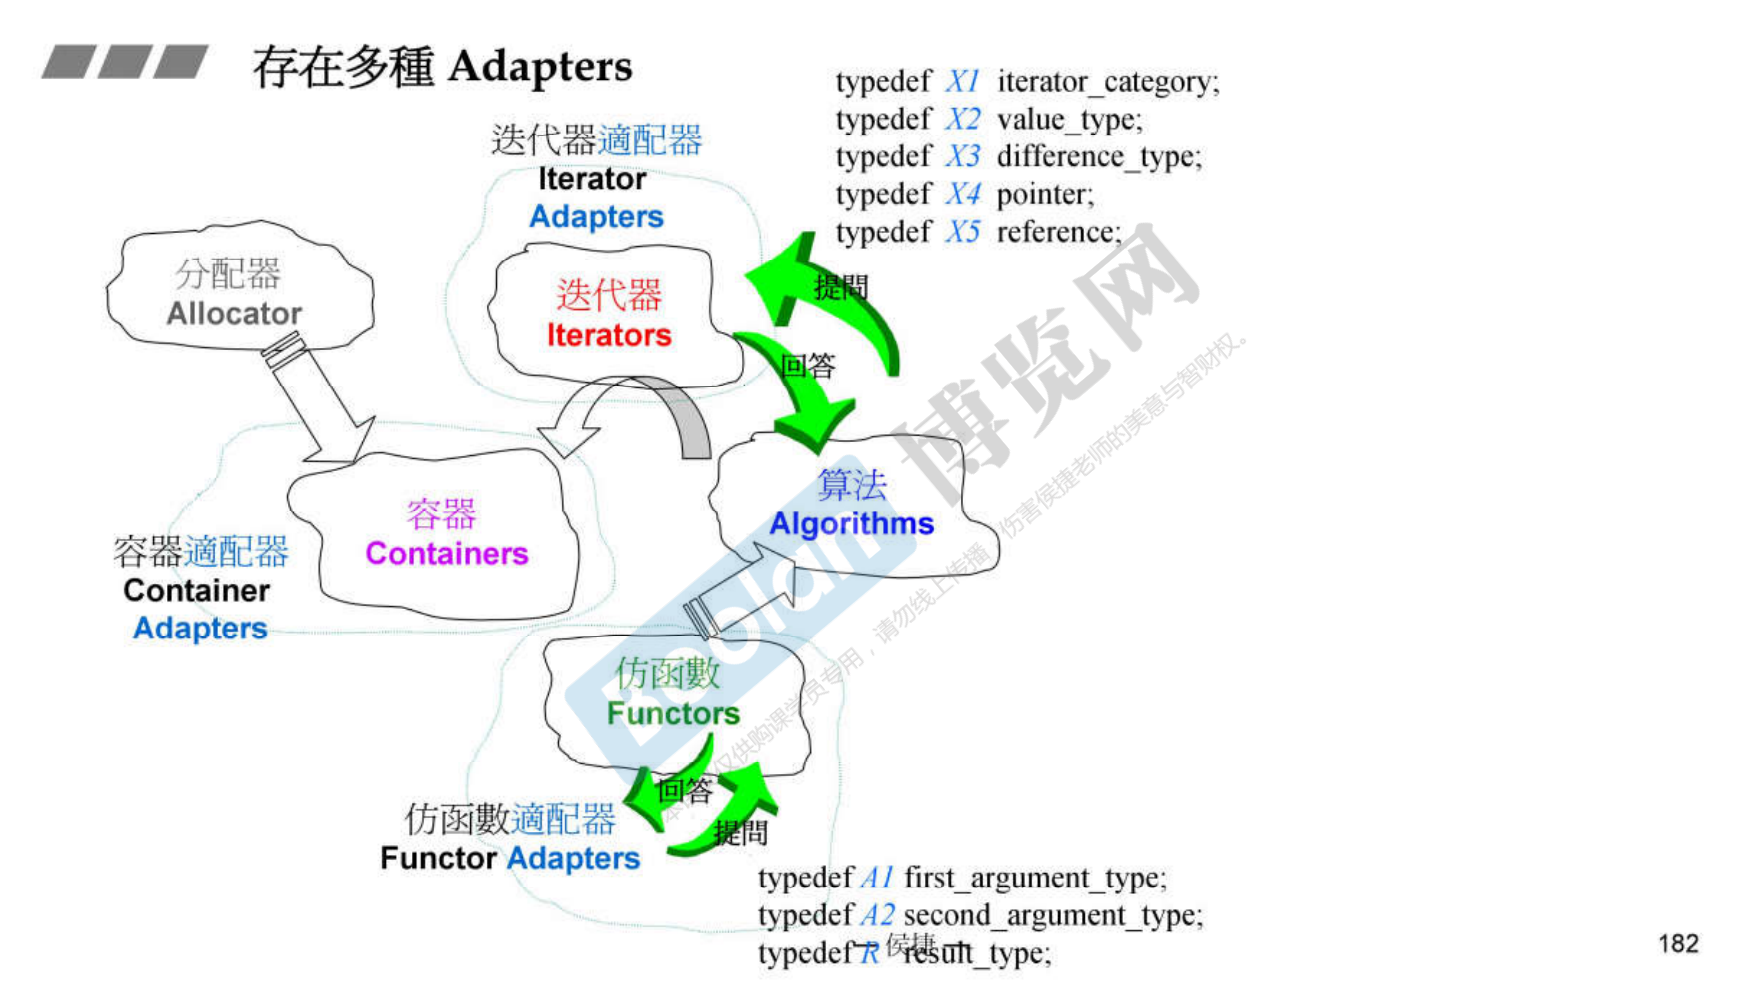 存在多種 Adapters
typedef X1 iterator_category;
typedef X2 value_type;
typedef X3 difference_type;
typedef X4 pointer;
typedef X5 reference;
迭代器適配器
Iterator
Adapters
分配器
Allocator
迭代器
Iterators
提問
回答
容器
Containers
算法
Algorithms
容器適配器
Container
Adapters
仿函數
Functors
回答
提問
仿函數適配器
Functor Adapters
typedef A1 first_argument_type;
typedef A2 second_argument_type;
typedef R result_type;
侯捷
182
Boolan
博览网
仅供购课学员专用，请勿线上传播
伤害侯捷老师的美意与智财权。